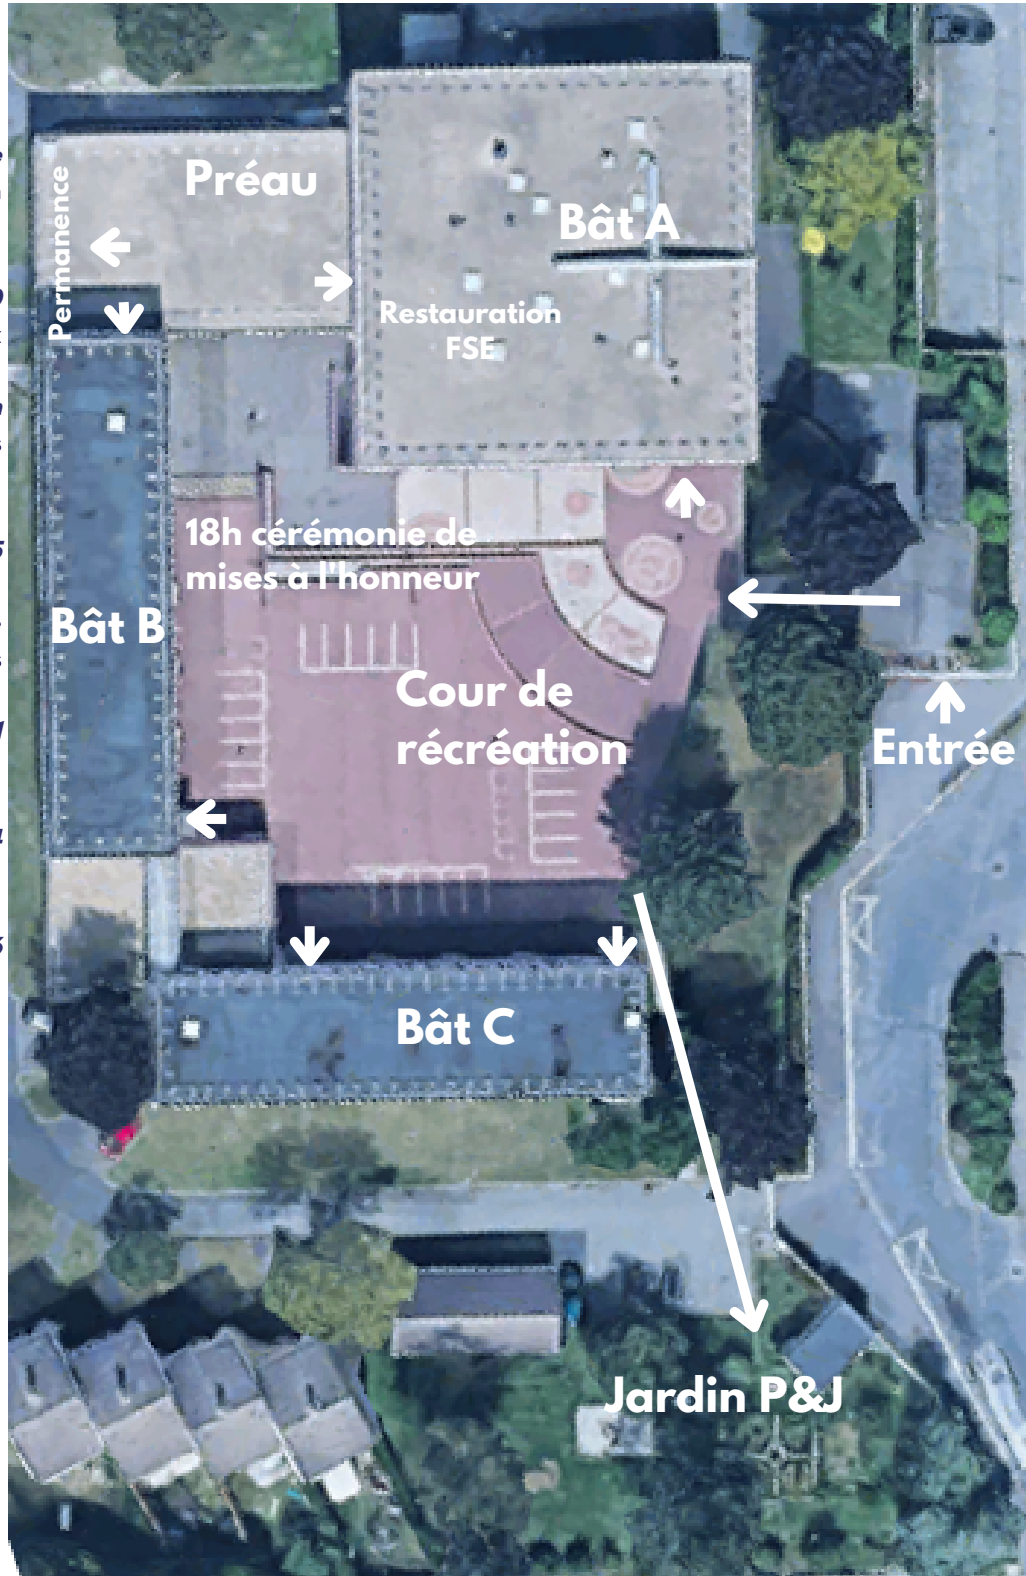 Préau
Permanence
Bât A
Restauration
FSE
18h cérémonie de
mises à l'honneur
Bât B
Cour de
récréation
Entrée
Bât C
Jardin P&J